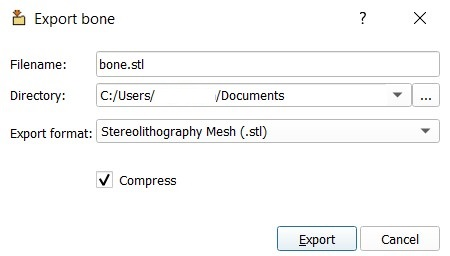 Export bone
Filename: bone.stl
Directory: C:/Users/ /Documents ...
Export format: Stereolithography Mesh (.stl)
Compress
Export Cancel